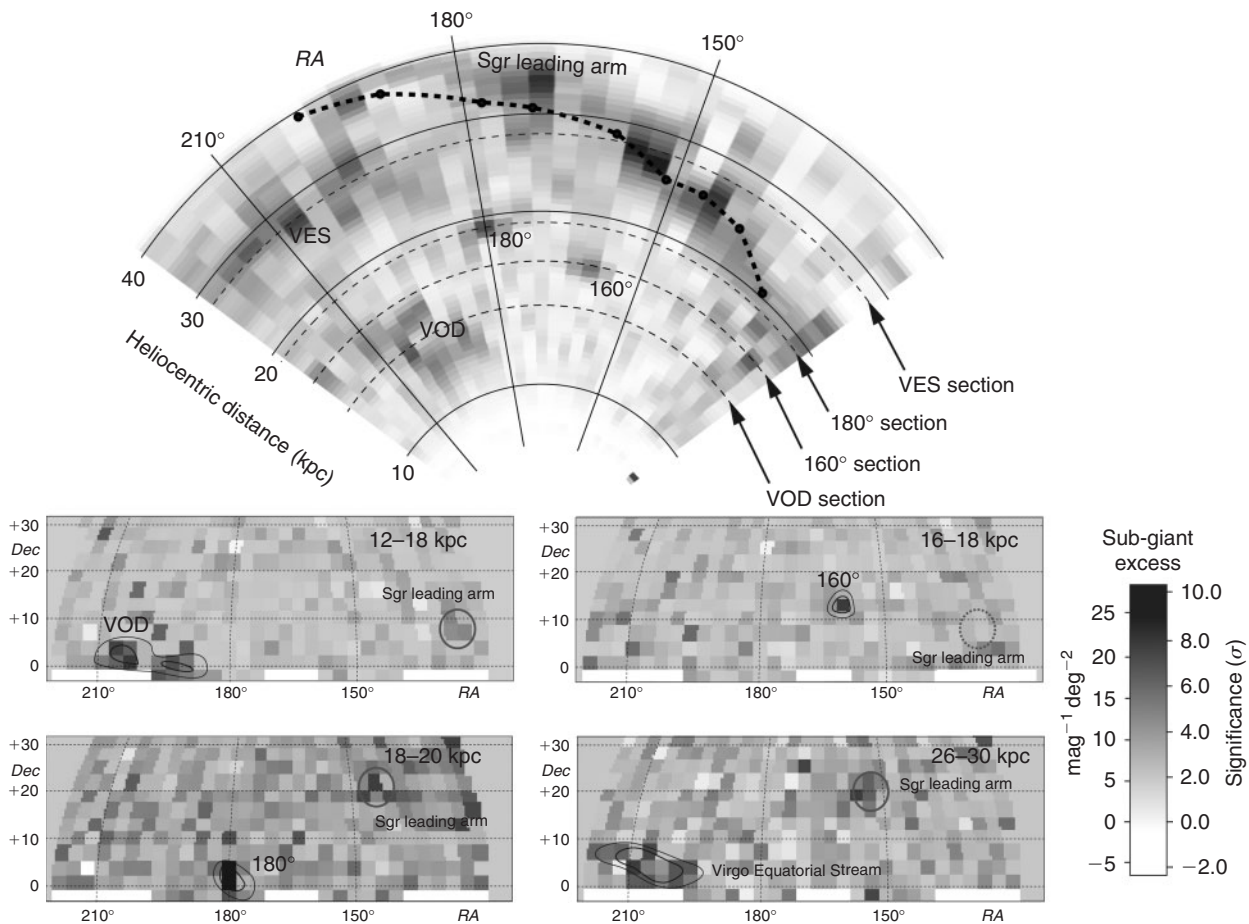 180°
RA
Sgr leading arm
150°
210°
VES
180°
160°
VOD
40
30
20
10
Heliocentric distance (kpc)
VES section
180° section
160° section
VOD section
+30
Dec
+20
+10
0
12–18 kpc
Sgr leading arm
VOD
210°
180°
150°
RA
+30
Dec
+20
+10
0
16–18 kpc
160°
Sgr leading arm
210°
180°
150°
RA
+30
Dec
+20
+10
0
18–20 kpc
Sgr leading arm
180°
210°
180°
150°
RA
+30
Dec
+20
+10
0
26–30 kpc
Sgr leading arm
Virgo Equatorial Stream
210°
180°
150°
RA
Sub-giant
excess
25
20
15
10
5
0
−5
mag−1 deg−2
10.0
8.0
6.0
4.0
2.0
0.0
−2.0
Significance (σ)